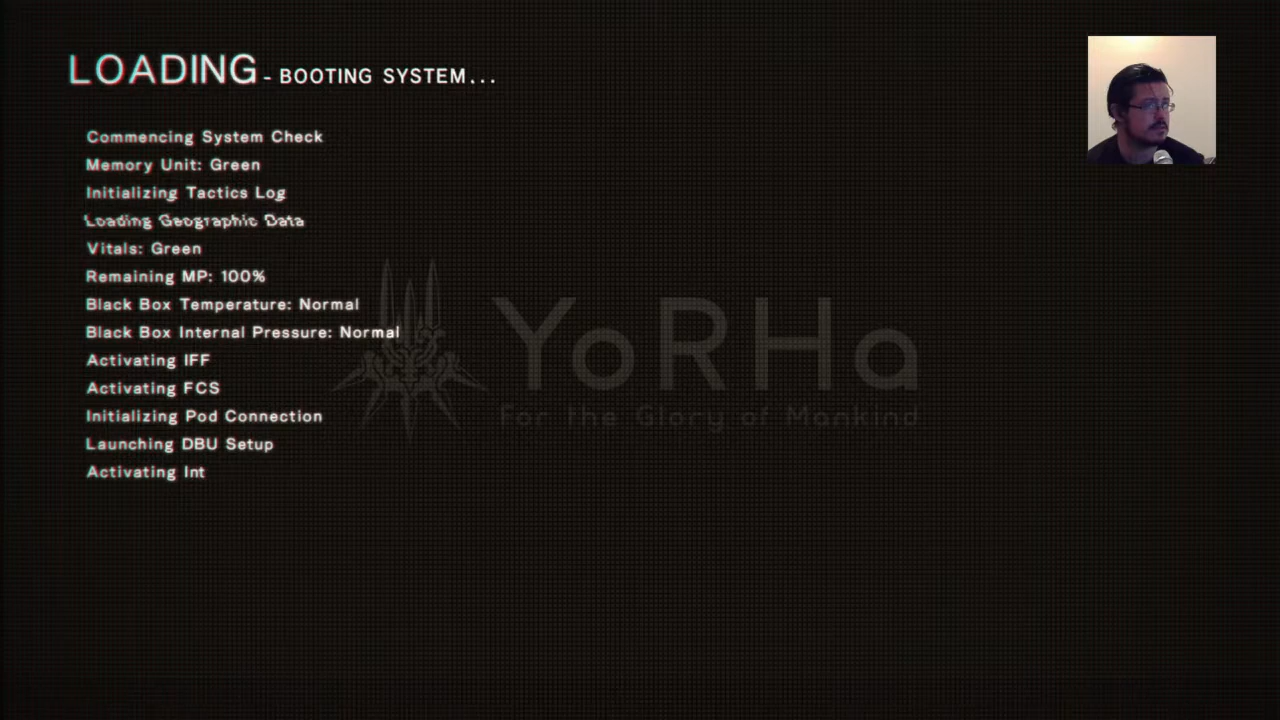 LOADING - BOOTING SYSTEM...
Commencing System Check
Memory Unit: Green
Initializing Tactics Log
Loading Geographic Data
Vitals: Green
Remaining MP: 100%
Black Box Temperature: Normal
Black Box Internal Pressure: Normal
Activating IFF
Activating FCS
Initializing Pod Connection
Launching DBU Setup
Activating Int
YoRHa
For the Glory of Mankind